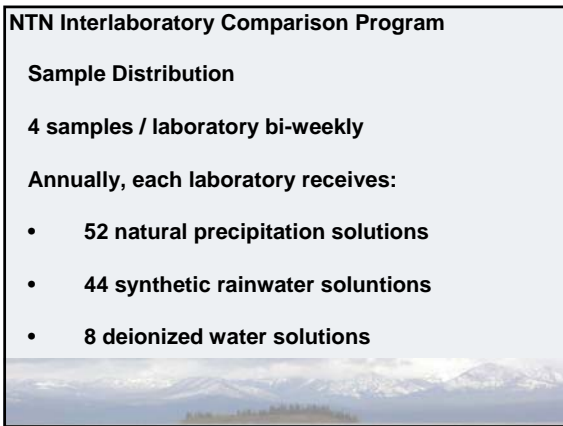 NTN Interlaboratory Comparison Program
Sample Distribution
4 samples / laboratory bi-weekly
Annually, each laboratory receives:
• 52 natural precipitation solutions
• 44 synthetic rainwater soluntions
• 8 deionized water solutions